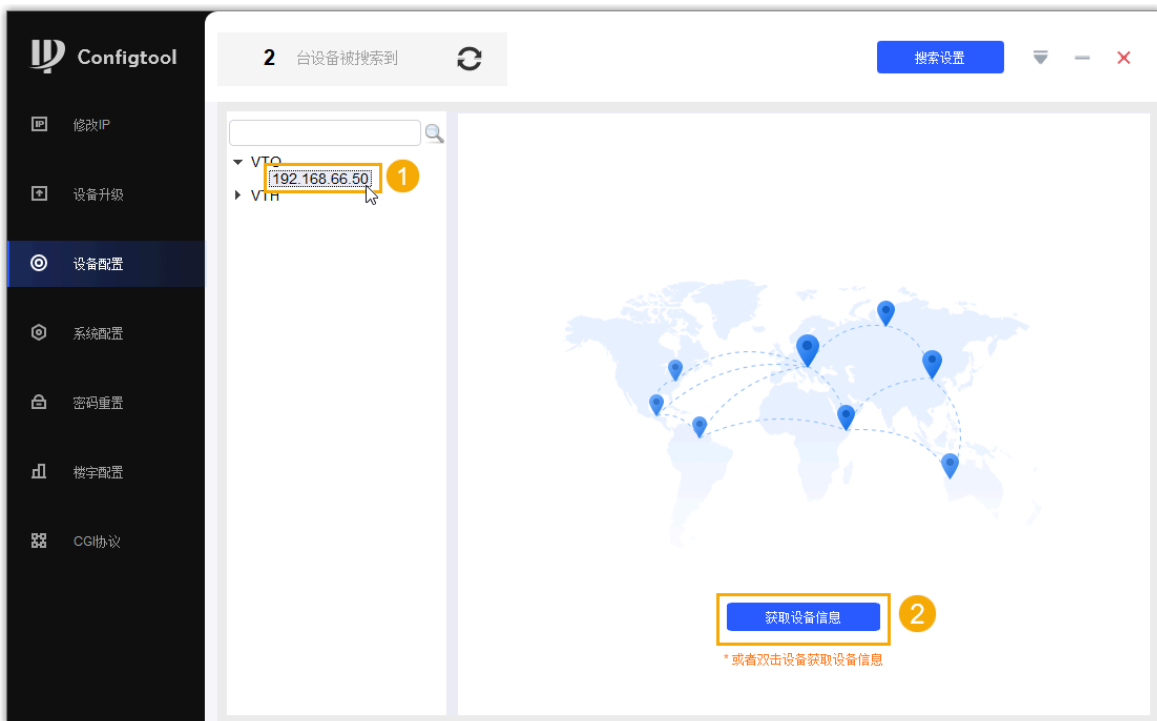 Configtool
2 台设备被搜索到
搜索设置
修改IP
设备升级
设备配置
系统配置
密码重置
楼宇配置
CGI协议
VTO
192.168.66.50
1
VTH
获取设备信息
2
* 或者双击设备获取设备信息